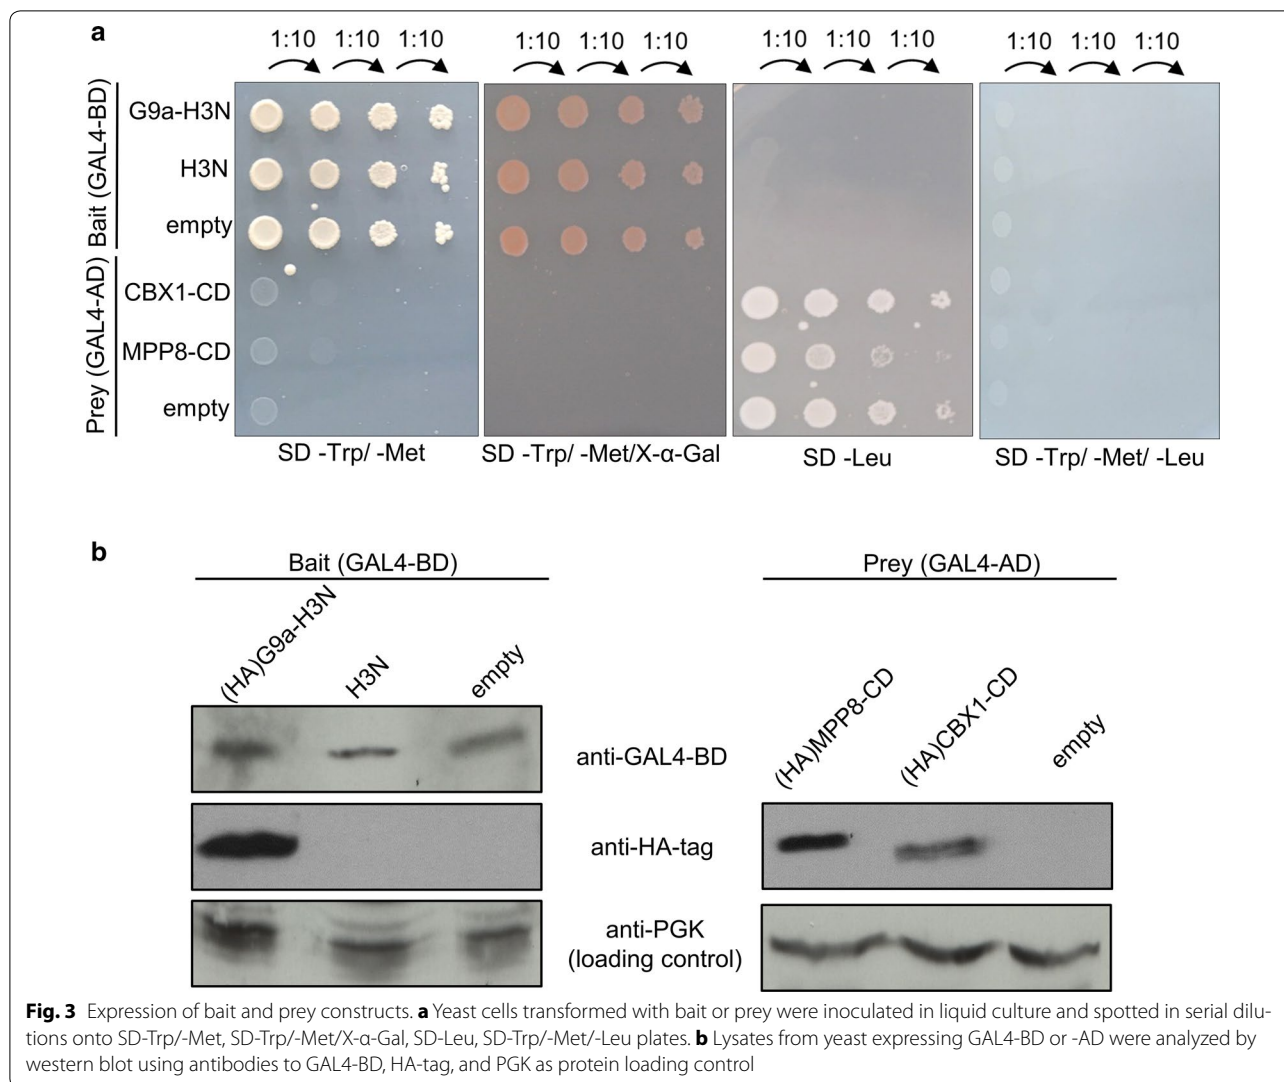 a
1:10 1:10 1:10 1:10 1:10 1:10 1:10 1:10 1:10 1:10 1:10 1:10
Bait (GAL4-BD)
G9a-H3N
H3N
empty
Prey (GAL4-AD)
CBX1-CD
MPP8-CD
empty
SD -Trp/ -Met SD -Trp/ -Met/X-α-Gal SD -Leu SD -Trp/ -Met/ -Leu
b
Bait (GAL4-BD) Prey (GAL4-AD)
(HA)G9a-H3N H3N empty
(HA)MPP8-CD (HA)CBX1-CD empty
anti-GAL4-BD
anti-HA-tag
anti-PGK
(loading control)
Fig. 3 Expression of bait and prey constructs. a Yeast cells transformed with bait or prey were inoculated in liquid culture and spotted in serial dilu-
tions onto SD-Trp/-Met, SD-Trp/-Met/X-α-Gal, SD-Leu, SD-Trp/-Met/-Leu plates. b Lysates from yeast expressing GAL4-BD or -AD were analyzed by
western blot using antibodies to GAL4-BD, HA-tag, and PGK as protein loading control